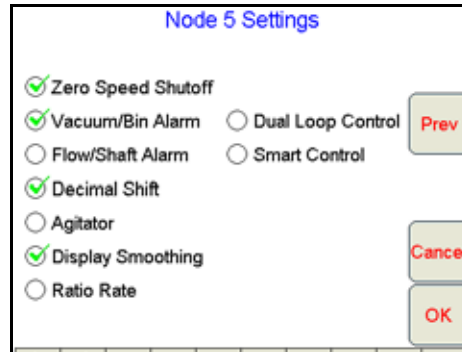 Node 5 Settings
Zero Speed Shutoff
Vacuum/Bin Alarm
Dual Loop Control
Prev
Flow/Shaft Alarm
Smart Control
Decimal Shift
Agitator
Display Smoothing
Cance
Ratio Rate
OK